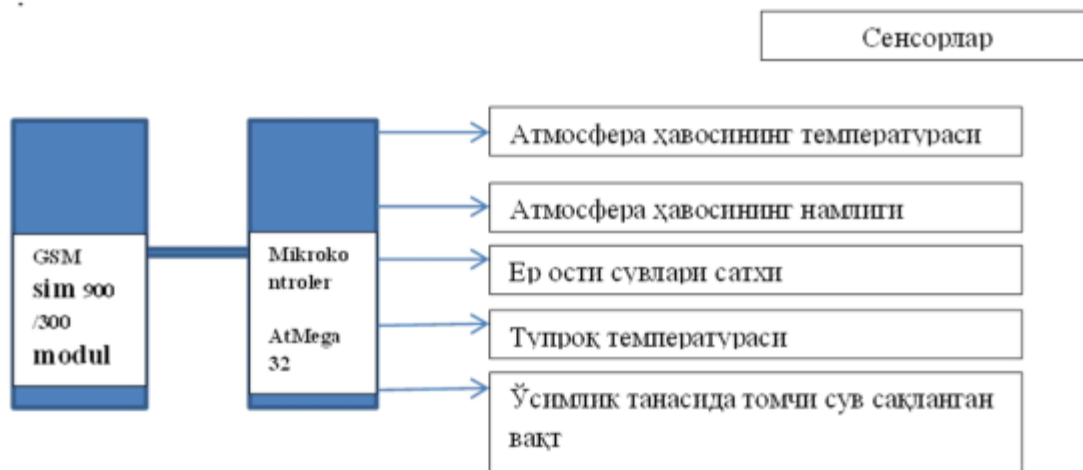 Сенсорлар
Атмосфера ҳавосининг температураси
Атмосфера ҳавосининг намлиги
Ер ости сувлари сатхи
Тупроқ температураси
Ўсимлик танасида томчи сув сақланган
вақт
GSM
sim 900
/300
modul
Mikroko
ntroler
AtMega
32